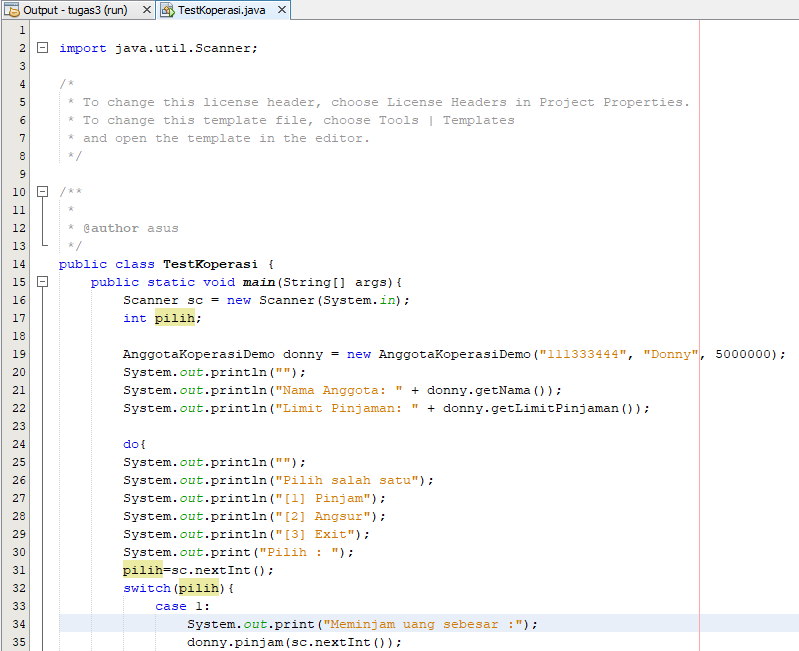 Output - tugas3 (run) TestKoperasi.java
1
2 import java.util.Scanner;
3
4 /*
5 * To change this license header, choose License Headers in Project Properties.
6 * To change this template file, choose Tools | Templates
7 * and open the template in the editor.
8 */
9
10 /**
11 *
12 * @author asus
13 */
14 public class TestKoperasi {
15 public static void main(String[] args){
16 Scanner sc = new Scanner(System.in);
17 int pilih;
18
19 AnggotaKoperasiDemo donny = new AnggotaKoperasiDemo("111333444", "Donny", 5000000);
20 System.out.println("");
21 System.out.println("Nama Anggota: " + donny.getNama());
22 System.out.println("Limit Pinjaman: " + donny.getLimitPinjaman());
23
24 do{
25 System.out.println("");
26 System.out.println("Pilih salah satu");
27 System.out.println("[1] Pinjam");
28 System.out.println("[2] Angsur");
29 System.out.println("[3] Exit");
30 System.out.print("Pilih : ");
31 pilih=sc.nextInt();
32 switch(pilih){
33 case 1:
34 System.out.print("Meminjam uang sebesar :");
35 donny.pinjam(sc.nextInt());